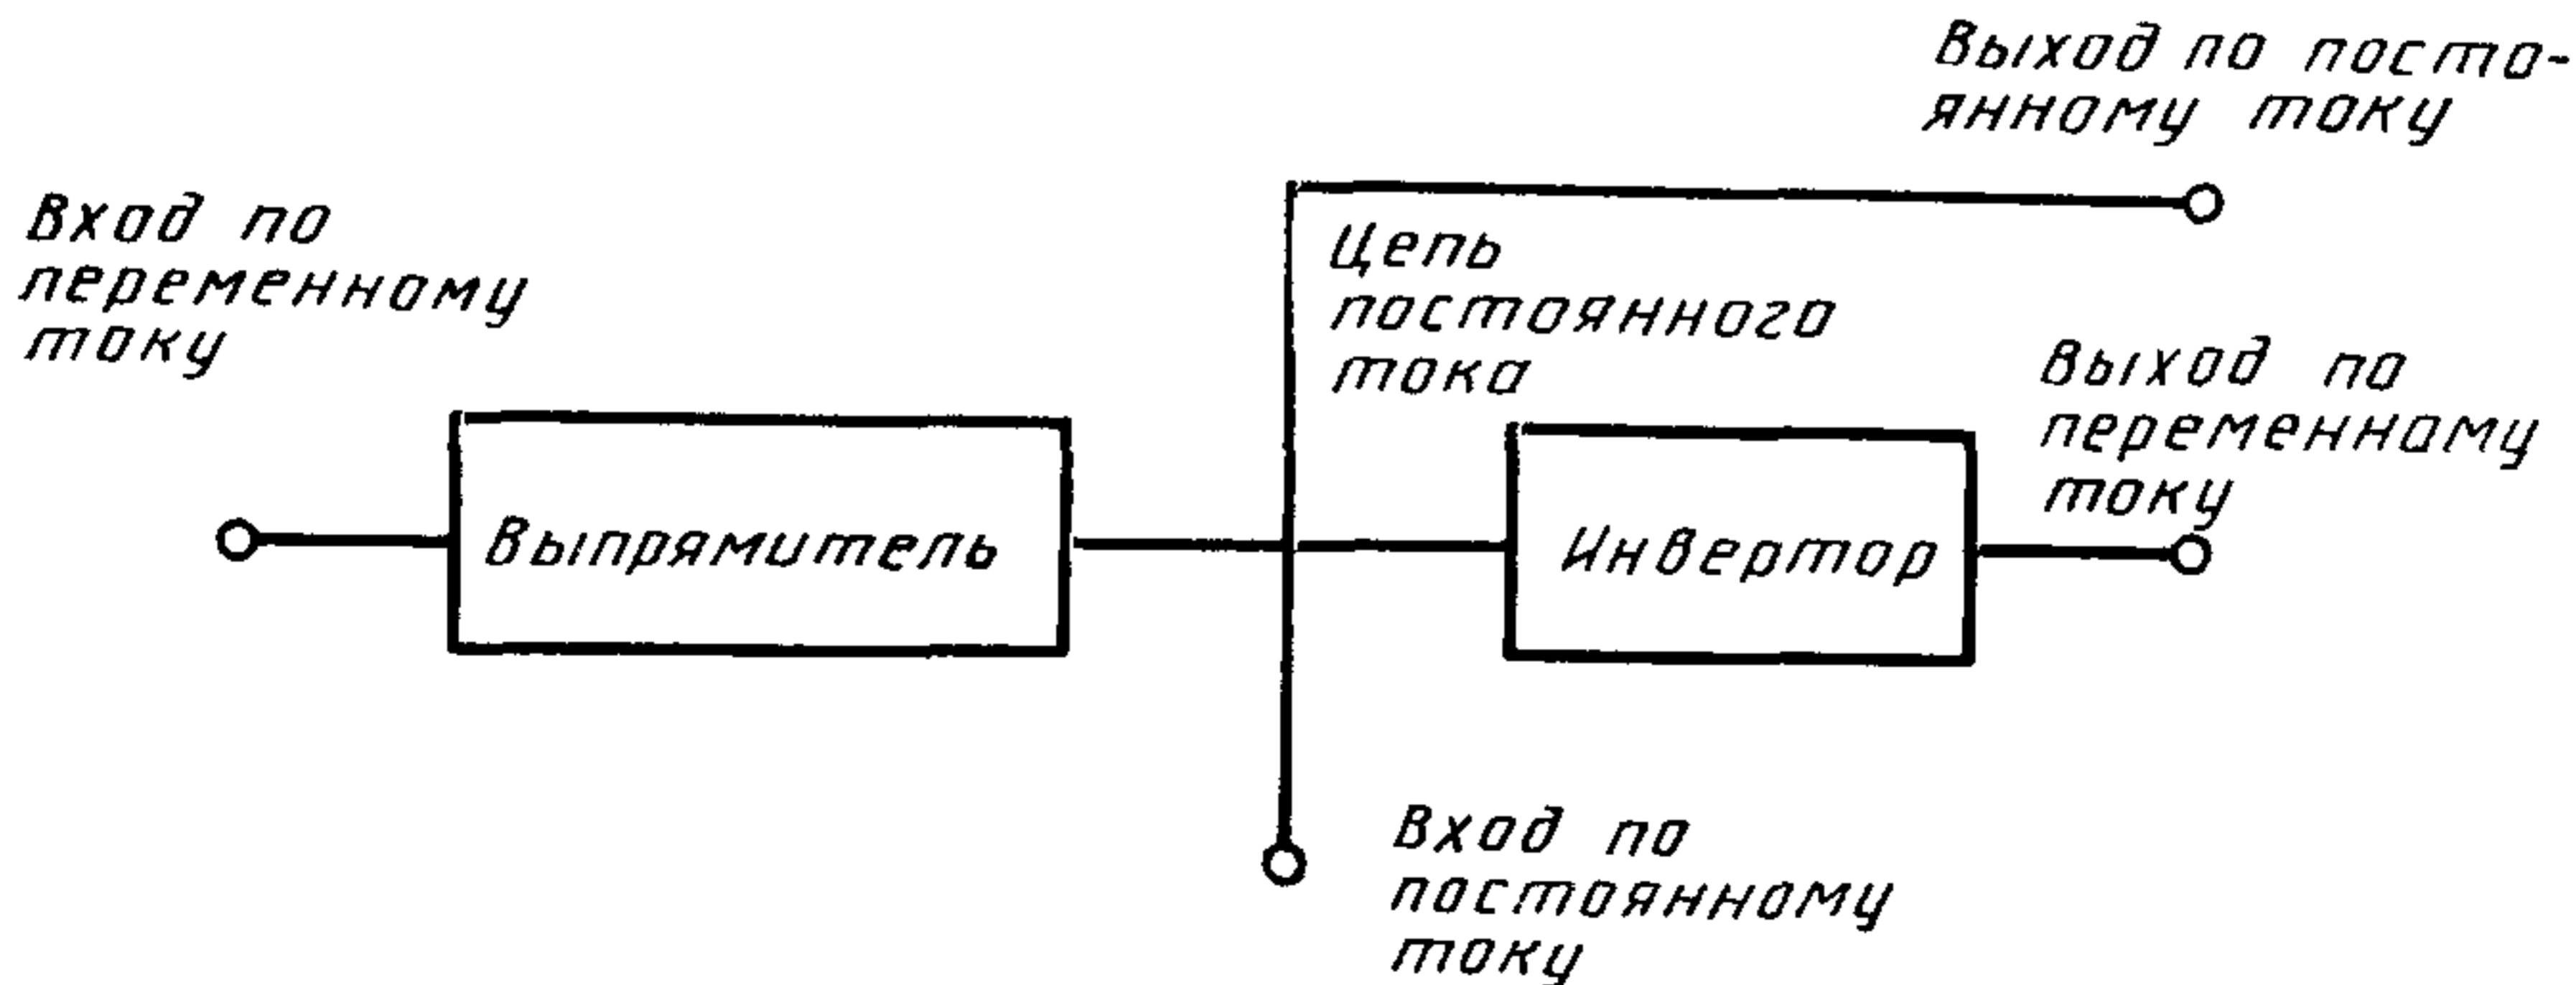 Выход по посто-
янному току
Вход по
переменному
току
Цепь
постоянного
тока
Выход по
переменному
току
Выпрямитель
Инвертор
Вход по
постоянному
току